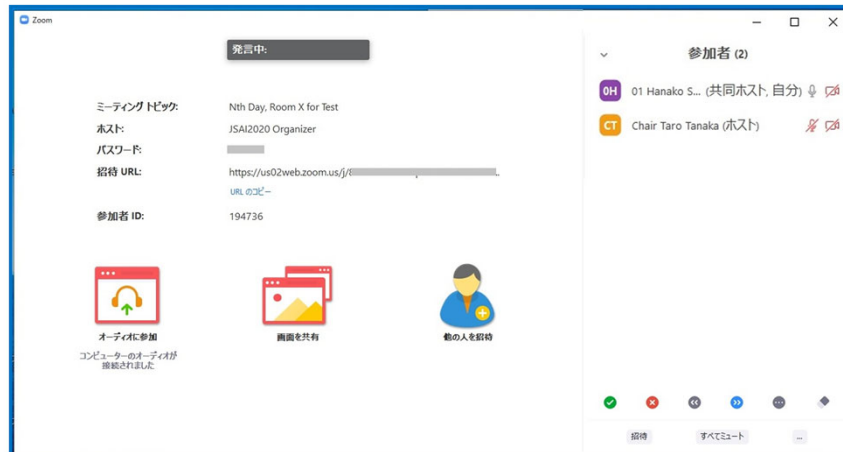 Zoom
発言中:
ミーティング トピック: Nth Day, Room X for Test
ホスト: JSAI2020 Organizer
パスワード:
招待 URL: https://us02web.zoom.us/j/
URL のコピー
参加者 ID: 194736
オーディオに参加
コンピューターのオーディオが
接続されました
画面を共有
他の人を招待
参加者 (2)
0H 01 Hanako S... (共同ホスト, 自分)
CT Chair Taro Tanaka (ホスト)
招待 すべてミュート ...